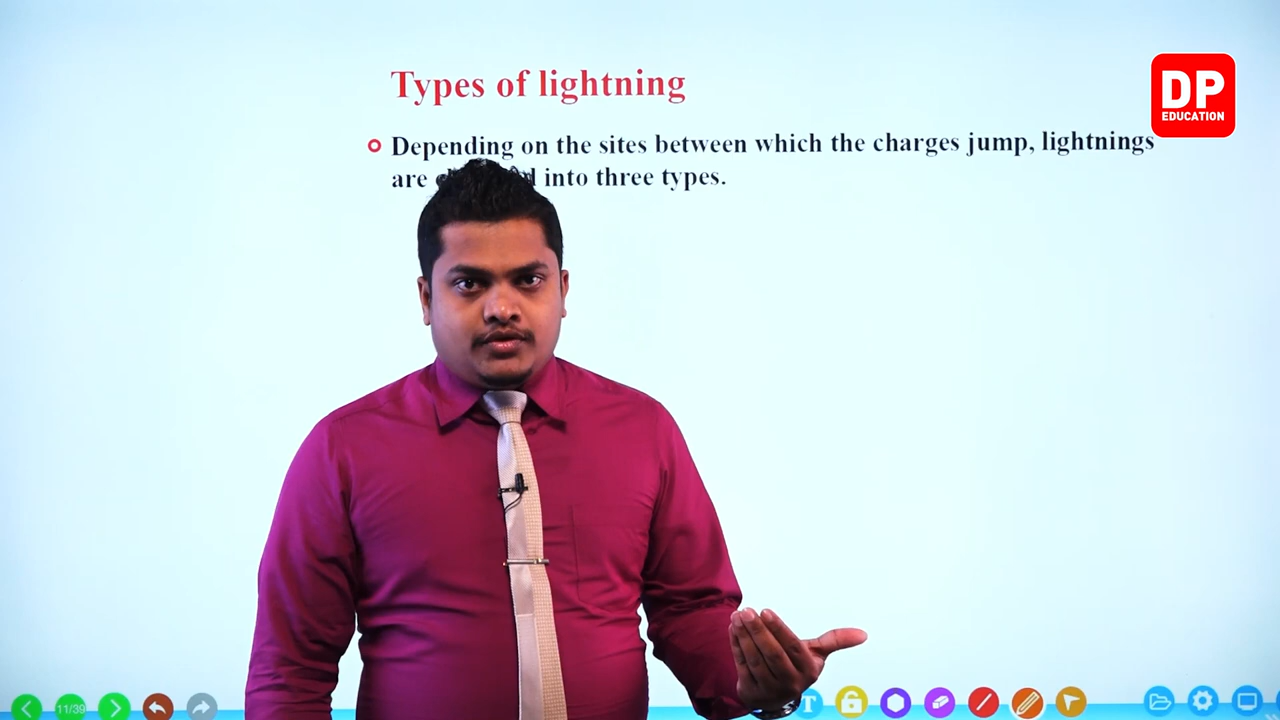 Types of lightning
DP
EDUCATION
Depending on the sites between which the charges jump, lightnings
are into three types.
11/39
T